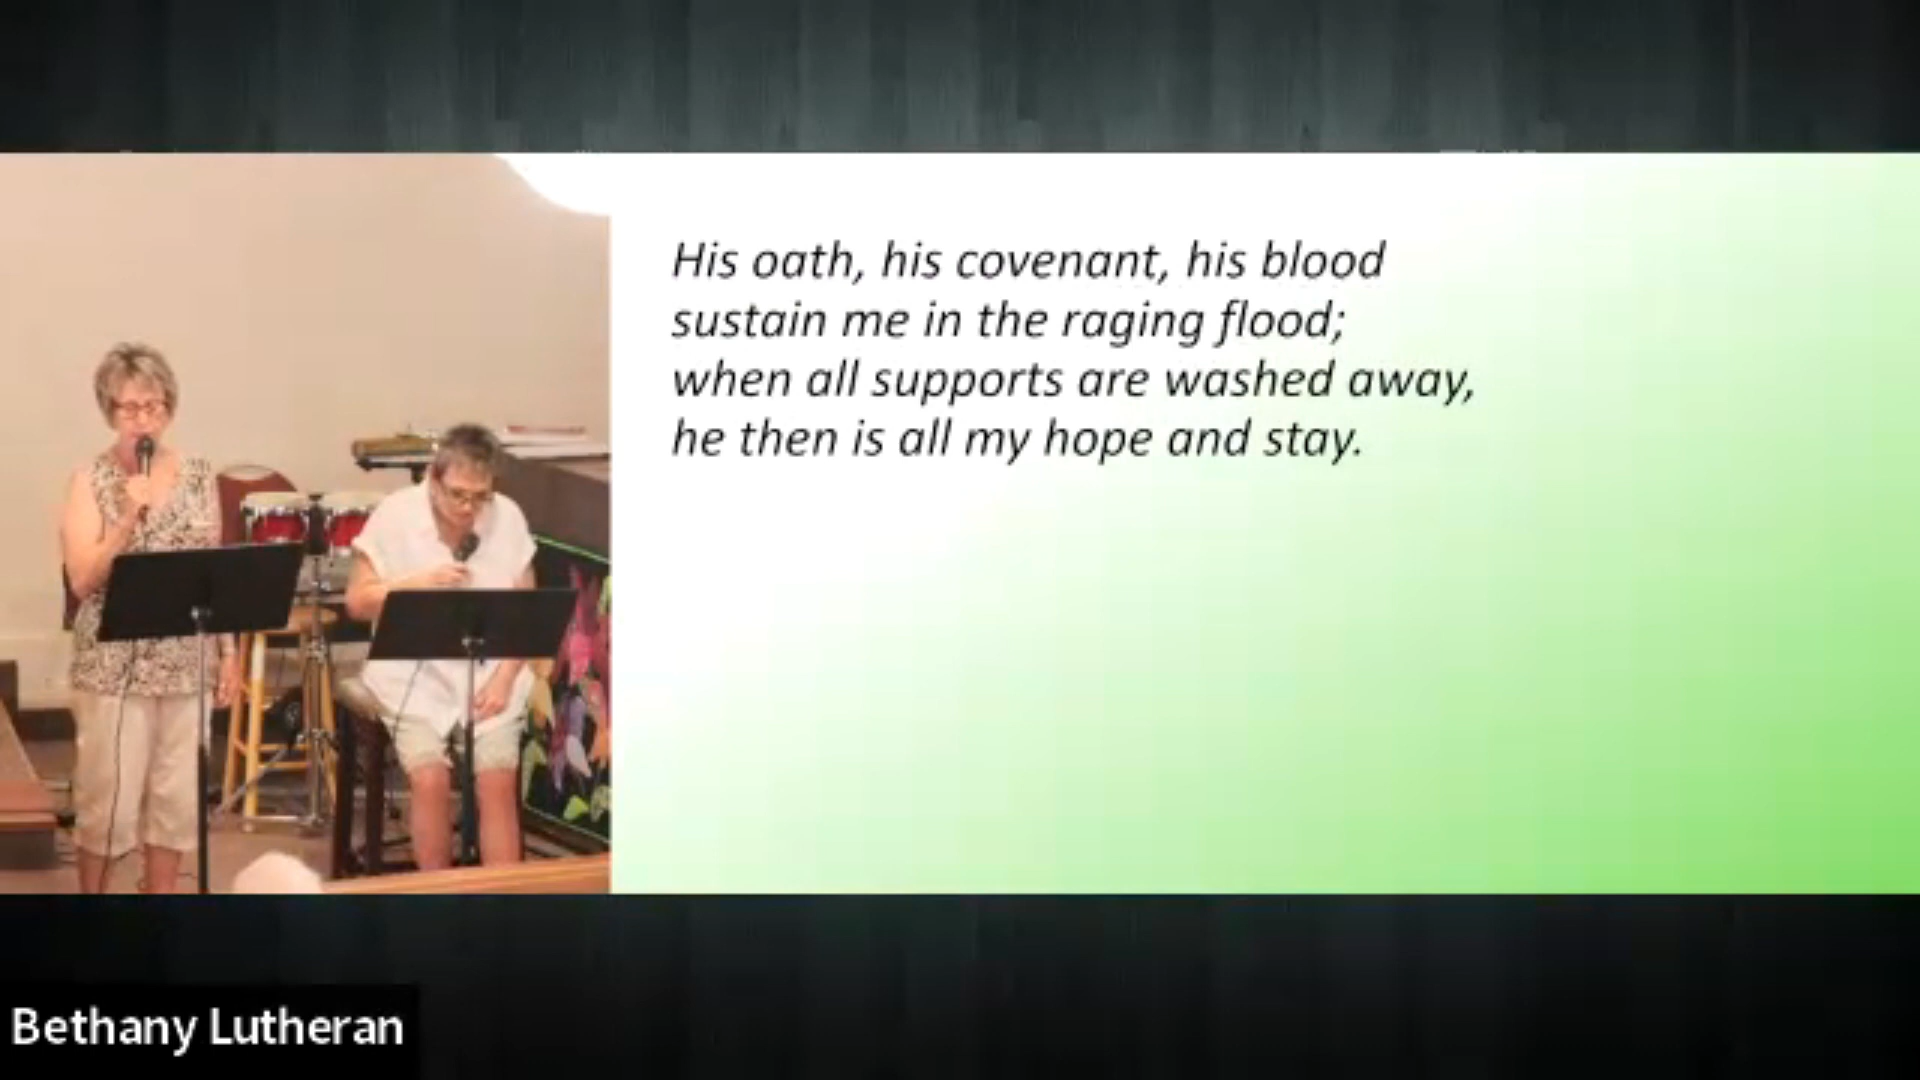 His oath, his covenant, his blood
sustain me in the raging flood;
when all supports are washed away,
he then is all my hope and stay.
Bethany Lutheran